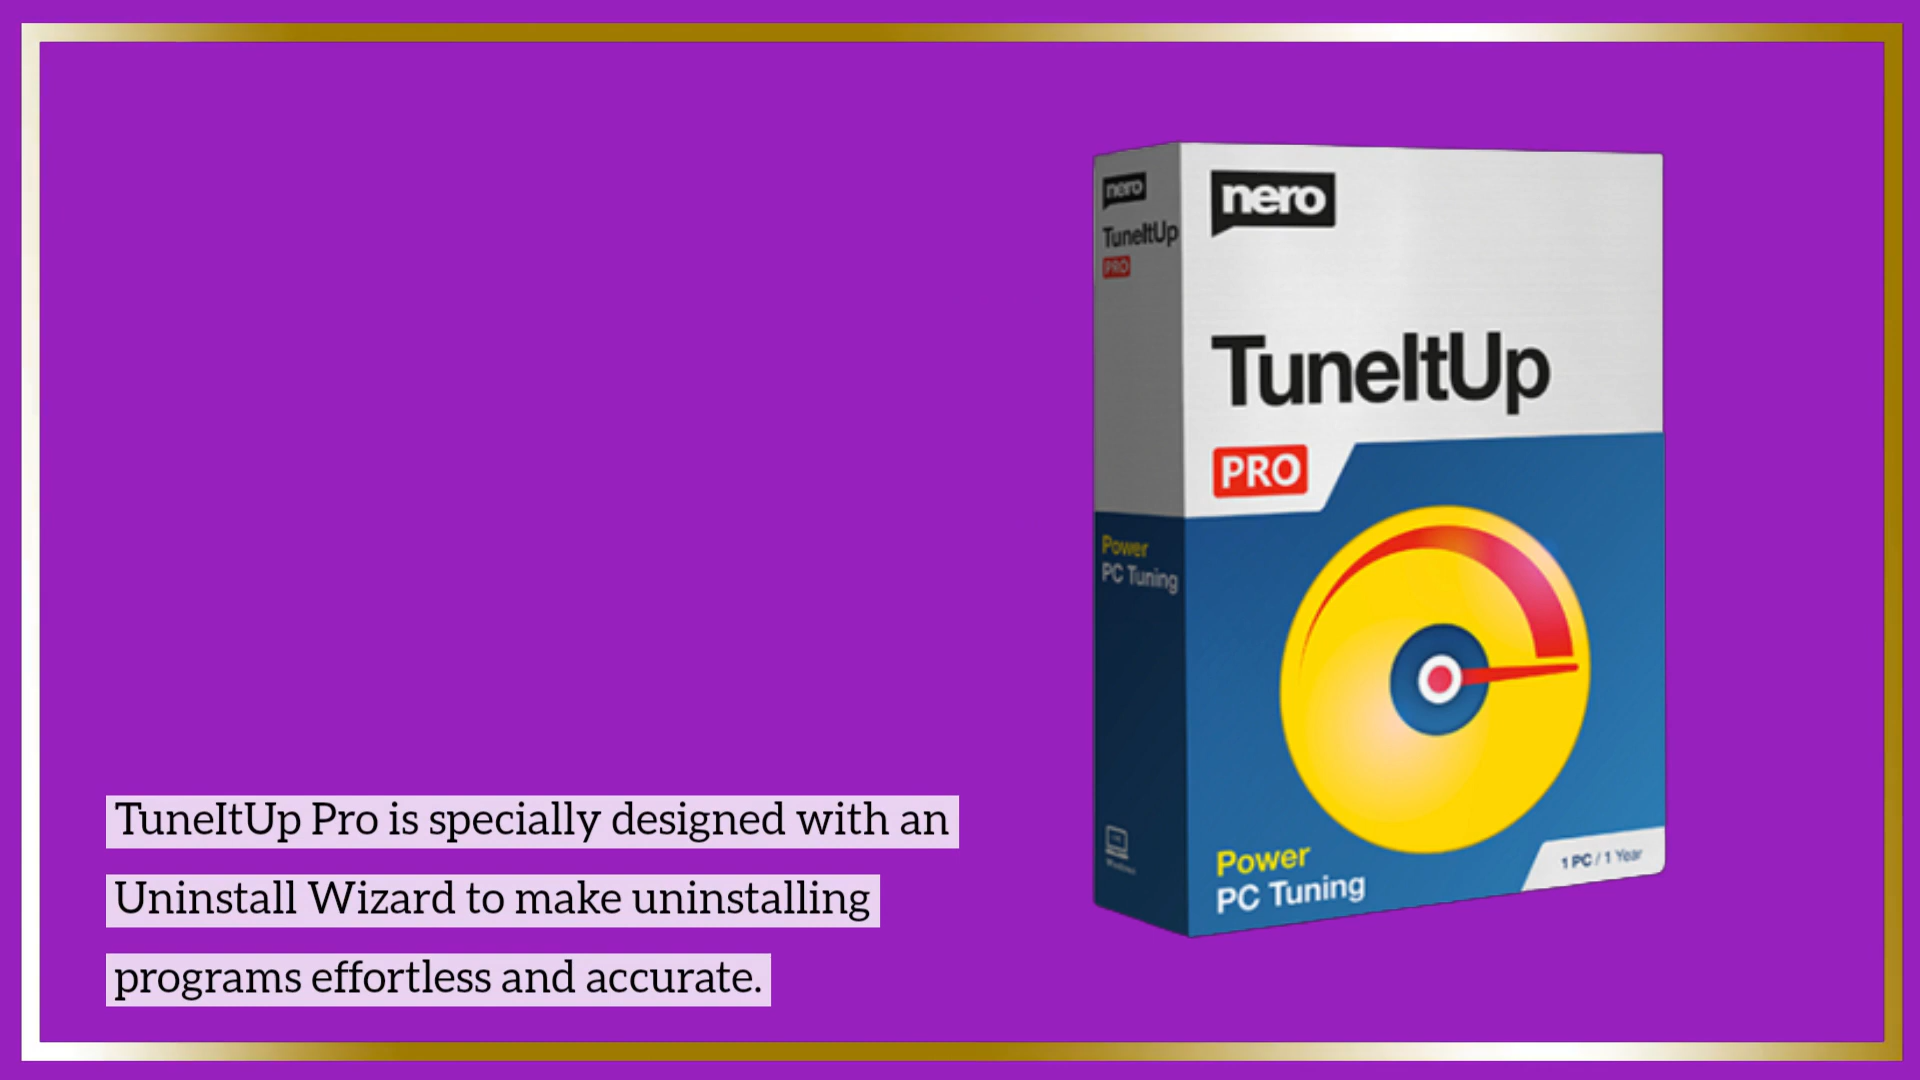 nero
TuneItUp
PRO
Power
PC Tuning
nero
TuneItUp
PRO
Power
PC Tuning
1 PC / 1 Year
TuneItUp Pro is specially designed with an
Uninstall Wizard to make uninstalling
programs effortless and accurate.